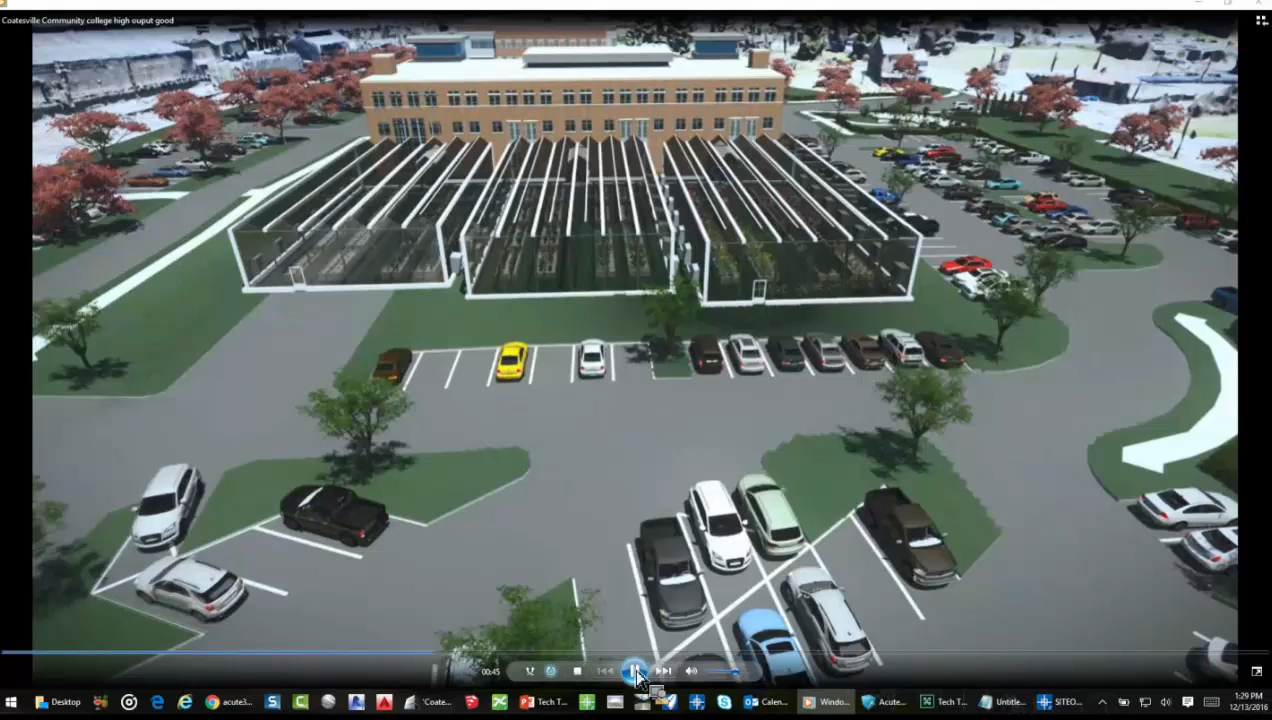 Coatesville Community college high ouput good
00:45
Desktop
acute3...
'Coate...
Tech T...
Calen...
Windo...
Acute...
Tech T...
Untitle...
SITEO...
1:29 PM
12/13/2016